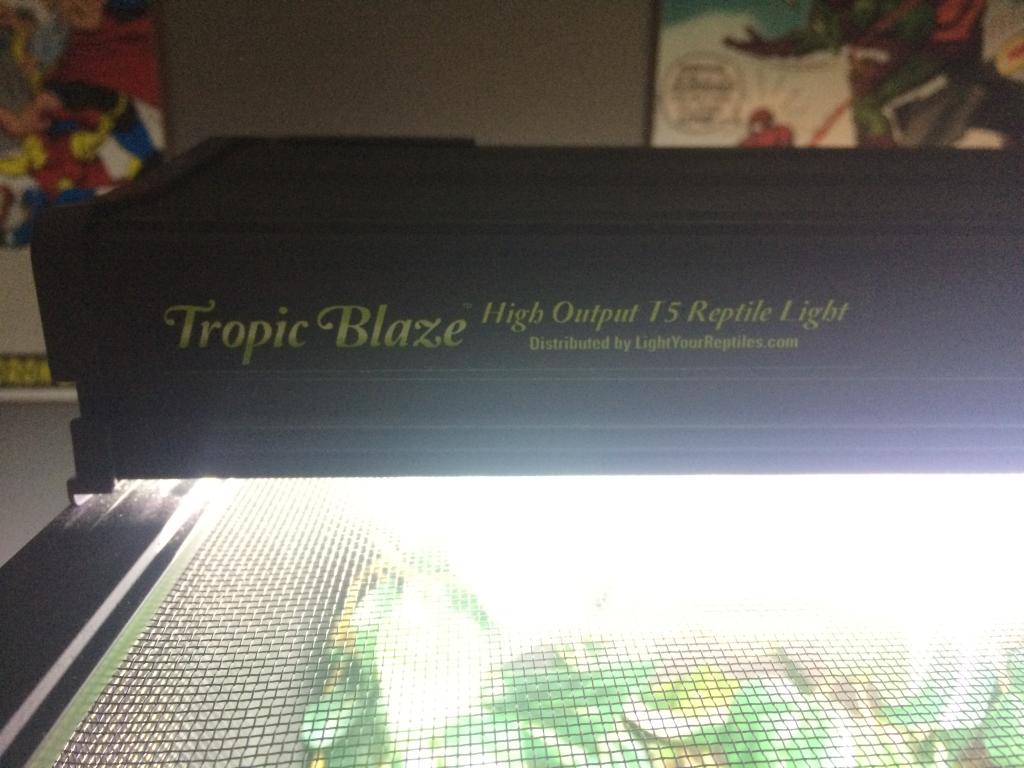 Tropic Blaze™ High Output T5 Reptile Light
Distributed by LightYourReptiles.com